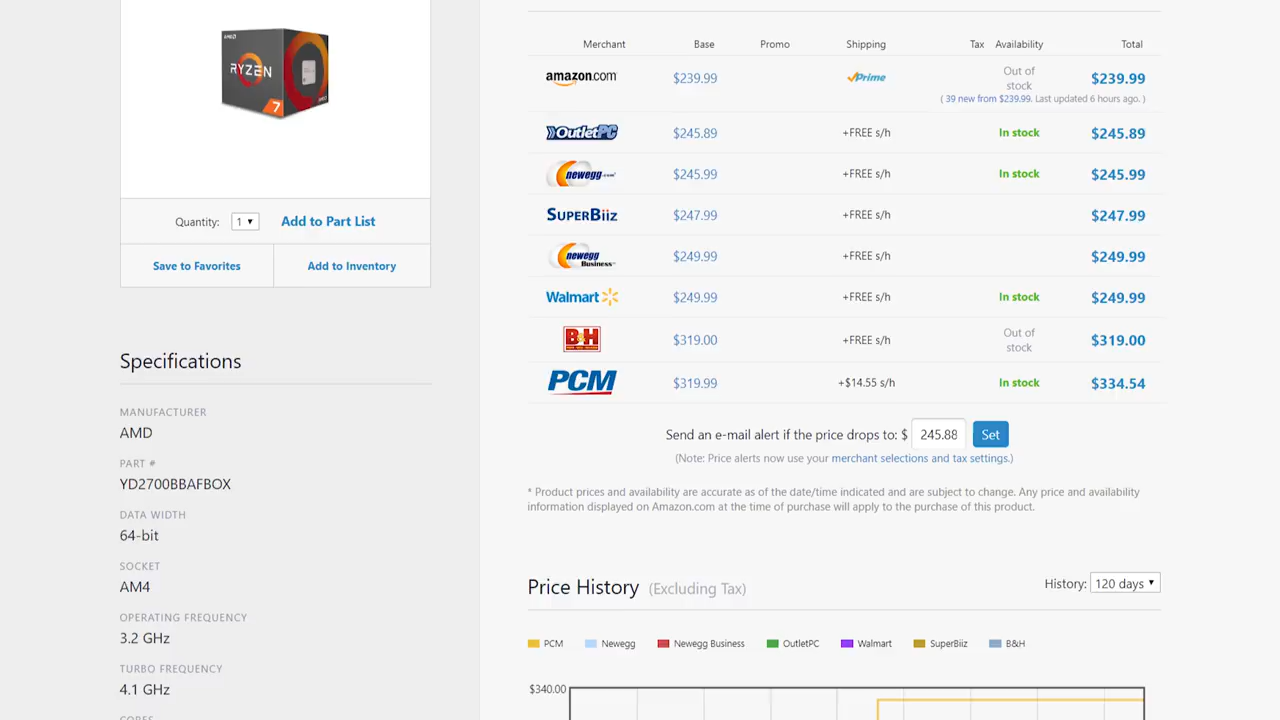 AMD
RYZEN
7
Quantity: 1 Add to Part List
Save to Favorites Add to Inventory
Specifications
MANUFACTURER
AMD
PART #
YD2700BBAFBOX
DATA WIDTH
64-bit
SOCKET
AM4
OPERATING FREQUENCY
3.2 GHz
TURBO FREQUENCY
4.1 GHz
CORES
Merchant Base Promo Shipping Tax Availability Total
amazon.com $239.99 Prime Out of stock $239.99
( 39 new from $239.99. Last updated 6 hours ago. )
OutletPC $245.89 +FREE s/h In stock $245.89
newegg.com $245.99 +FREE s/h In stock $245.99
SUPERBiiz $247.99 +FREE s/h $247.99
newegg Business $249.99 +FREE s/h $249.99
Walmart $249.99 +FREE s/h In stock $249.99
B&H $319.00 +FREE s/h Out of stock $319.00
PCM $319.99 +$14.55 s/h In stock $334.54
Send an e-mail alert if the price drops to: $ 245.88 Set
(Note: Price alerts now use your merchant selections and tax settings.)
* Product prices and availability are accurate as of the date/time indicated and are subject to change. Any price and availability
information displayed on Amazon.com at the time of purchase will apply to the purchase of this product.
Price History (Excluding Tax) History: 120 days
PCM Newegg Newegg Business OutletPC Walmart SuperBiiz B&H
$340.00